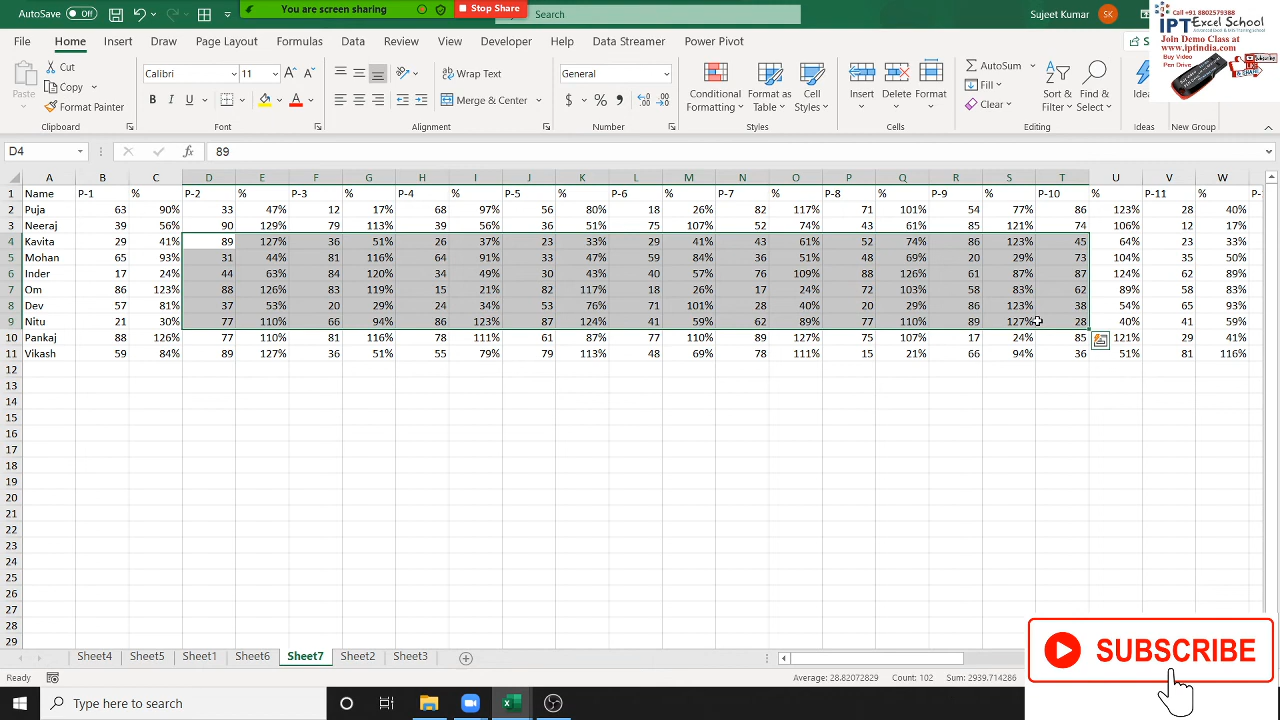 AutoSave Off
You are screen sharing
Stop Share
Search
Sujeet Kumar SK
Call +91 8802579388
IPT Excel School
Advanced Excel & MIS Training School
Join Demo Class at
www.iptindia.com
Buy Video
Pen Drive
File Home Insert Draw Page Layout Formulas Data Review View Developer Help Data Streamer Power Pivot
Paste Cut Copy Format Painter Clipboard
Calibri 11 B I U Font
Wrap Text Merge & Center Alignment
General $ % Number
Conditional Formatting Format as Table Cell Styles Styles
Insert Delete Format Cells
AutoSum Fill Clear Sort & Filter Find & Select Editing
Ideas Ideas New Group
D4 fx 89
A B C D E F G H I J K L M N O P Q R S T U V W
1 Name P-1 % P-2 % P-3 % P-4 % P-5 % P-6 % P-7 % P-8 % P-9 % P-10 % P-11 % P-
2 Puja 63 90% 33 47% 12 17% 68 97% 56 80% 18 26% 82 117% 71 101% 54 77% 86 123% 28 40%
3 Neeraj 39 56% 90 129% 79 113% 39 56% 36 51% 75 107% 52 74% 43 61% 85 121% 74 106% 12 17%
4 Kavita 29 41% 89 127% 36 51% 26 37% 23 33% 29 41% 43 61% 52 74% 86 123% 45 64% 23 33%
5 Mohan 65 93% 31 44% 81 116% 64 91% 33 47% 59 84% 36 51% 48 69% 20 29% 73 104% 35 50%
6 Inder 17 24% 44 63% 84 120% 34 49% 30 43% 40 57% 76 109% 88 126% 61 87% 87 124% 62 89%
7 Om 86 123% 88 126% 83 119% 15 21% 82 117% 18 26% 17 24% 72 103% 58 83% 62 89% 58 83%
8 Dev 57 81% 37 53% 20 29% 24 34% 53 76% 71 101% 28 40% 20 29% 86 123% 38 54% 65 93%
9 Nitu 21 30% 77 110% 66 94% 86 123% 87 124% 41 59% 62 89% 77 110% 89 127% 28 40% 41 59%
10 Pankaj 88 126% 77 110% 81 116% 78 111% 61 87% 77 110% 89 127% 75 107% 17 24% 85 121% 29 41%
11 Vikash 59 84% 89 127% 36 51% 55 79% 79 113% 48 69% 78 111% 15 21% 66 94% 36 51% 81 116%
12
13
14
15
16
17
18
19
20
21
22
23
24
25
26
27
28
29
SUBSCRIBE
Sheet4 Sheet5 Sheet1 Sheet6 Sheet7 Sheet2 Sheet3
Ready Average: 28.82072829 Count: 102 Sum: 2939.714286
Type here to search